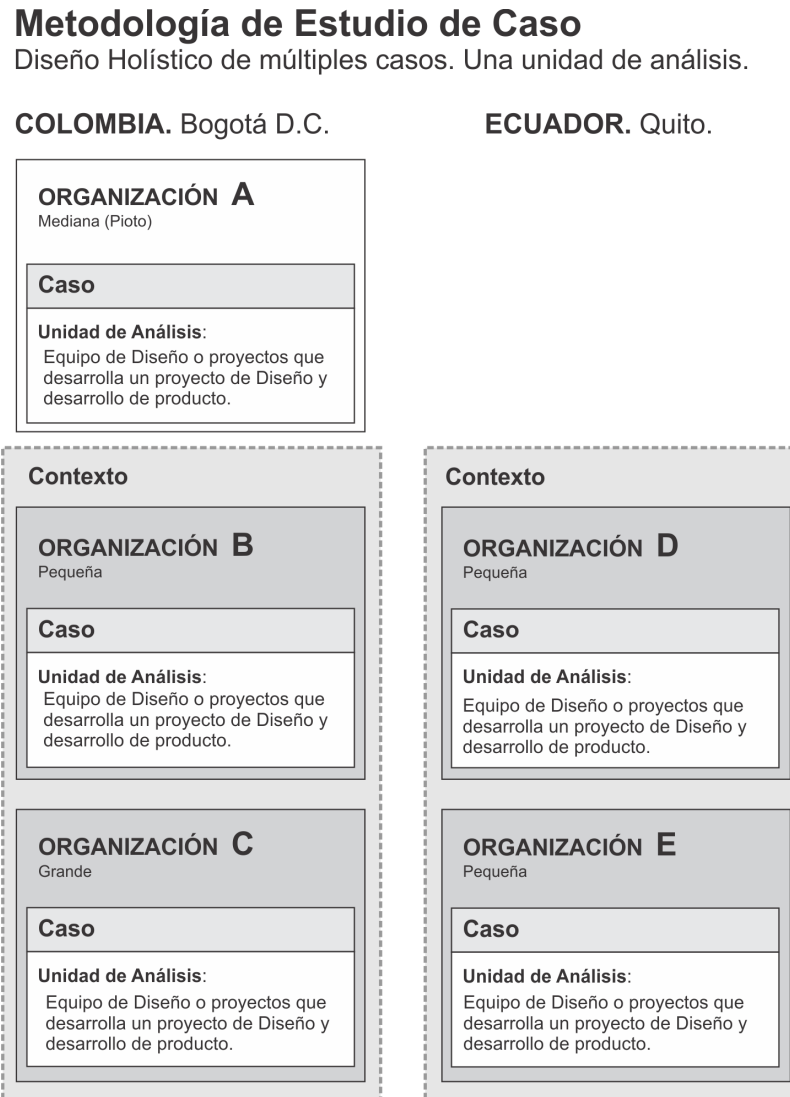 Metodología de Estudio de Caso
Diseño Holístico de múltiples casos. Una unidad de análisis.
COLOMBIA. Bogotá D.C.
ECUADOR. Quito.
ORGANIZACIÓN A
Mediana (Pioto)
Caso
Unidad de Análisis:
Equipo de Diseño o proyectos que
desarrolla un proyecto de Diseño y
desarrollo de producto.
Contexto
ORGANIZACIÓN B
Pequeña
Caso
Unidad de Análisis:
Equipo de Diseño o proyectos que
desarrolla un proyecto de Diseño y
desarrollo de producto.
ORGANIZACIÓN C
Grande
Caso
Unidad de Análisis:
Equipo de Diseño o proyectos que
desarrolla un proyecto de Diseño y
desarrollo de producto.
Contexto
ORGANIZACIÓN D
Pequeña
Caso
Unidad de Análisis:
Equipo de Diseño o proyectos que
desarrolla un proyecto de Diseño y
desarrollo de producto.
ORGANIZACIÓN E
Pequeña
Caso
Unidad de Análisis:
Equipo de Diseño o proyectos que
desarrolla un proyecto de Diseño y
desarrollo de producto.